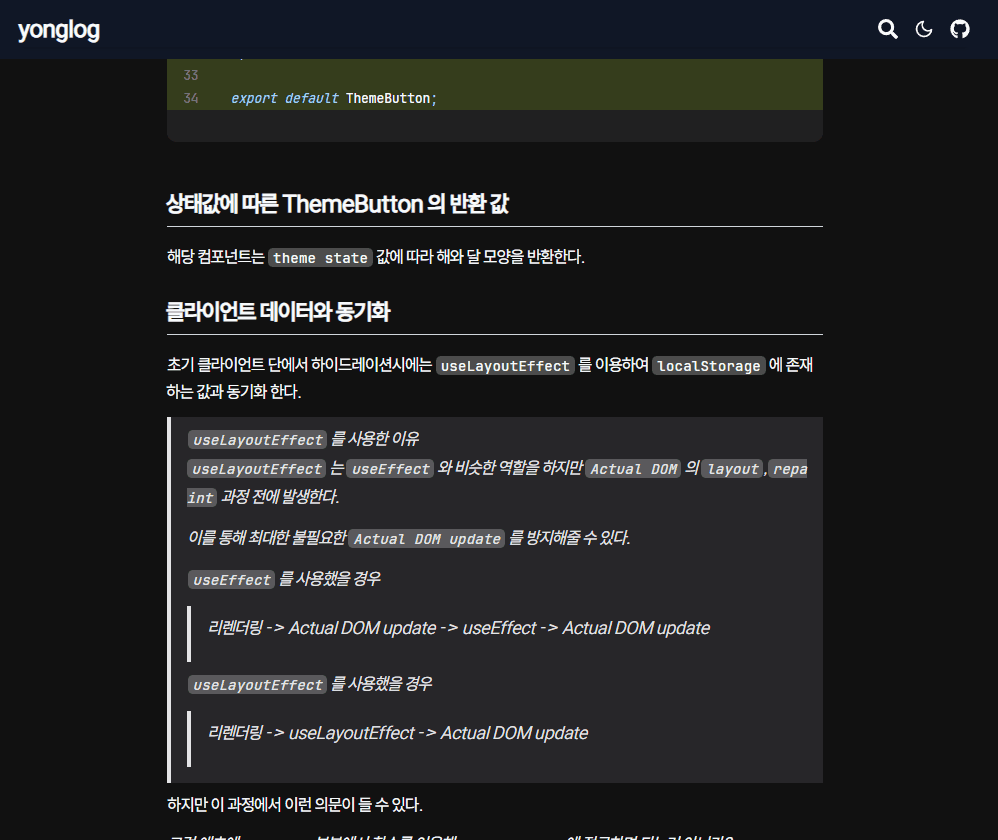 yonglog
33
34 export default ThemeButton;
상태값에 따른 ThemeButton 의 반환 값
해당 컴포넌트는 theme state 값에 따라 해와 달 모양을 반환한다.
클라이언트 데이터와 동기화
초기 클라이언트 단에서 하이드레이션시에는 useLayoutEffect 를 이용하여 localStorage 에 존재
하는 값과 동기화 한다.
useLayoutEffect 를 사용한 이유
useLayoutEffect 는 useEffect 와 비슷한 역할을 하지만 Actual DOM 의 layout , repa
int 과정 전에 발생한다.
이를 통해 최대한 불필요한 Actual DOM update 를 방지해줄 수 있다.
useEffect 를 사용했을 경우
리렌더링 -> Actual DOM update -> useEffect -> Actual DOM update
useLayoutEffect 를 사용했을 경우
리렌더링 -> useLayoutEffect -> Actual DOM update
하지만 이 과정에서 이런 의문이 들 수 있다.